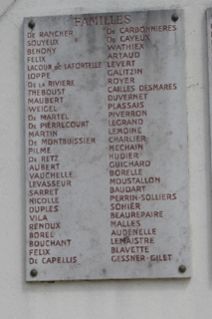 FAMILLES
DE RANCHER
SOUYEUX
BENONY
FELIX
LACOUR DE LAFORTELLE
JOPPE
DE LA RIVIERE
THEBOUST
MAUBERT
WEIGEL
DE MARTEL
DE PIERRECOURT
MARTIN
DE MONTBUISSIER
PILME
DE RETZ
AUBERT
VAUCHELLE
LEVASSEUR
SARRET
NICOLLE
DUPLES
VILA
RENOUX
BOREL
BOUCHANT
FELIX
DE CAPELLIS
DE CARBONNIERES
DE CAYEUX
WATHIEX
ARTAUD
LEVERT
GALITZIN
ROYER
CAILLES DESMARES
DUVERNET
PLASSAIS
PIVERRON
LEGRAND
LEMOINE
CHARLIER
MECHAIN
HUDIER
GUICHARD
BORELLE
MOUSTALLON
BAUDART
PERRIN-SOLLIERS
SOHIER
BEAUREPAIRE
MALLES
AUDENELLE
LEMAISTRE
BLAVETTE
GESSNER-GILET